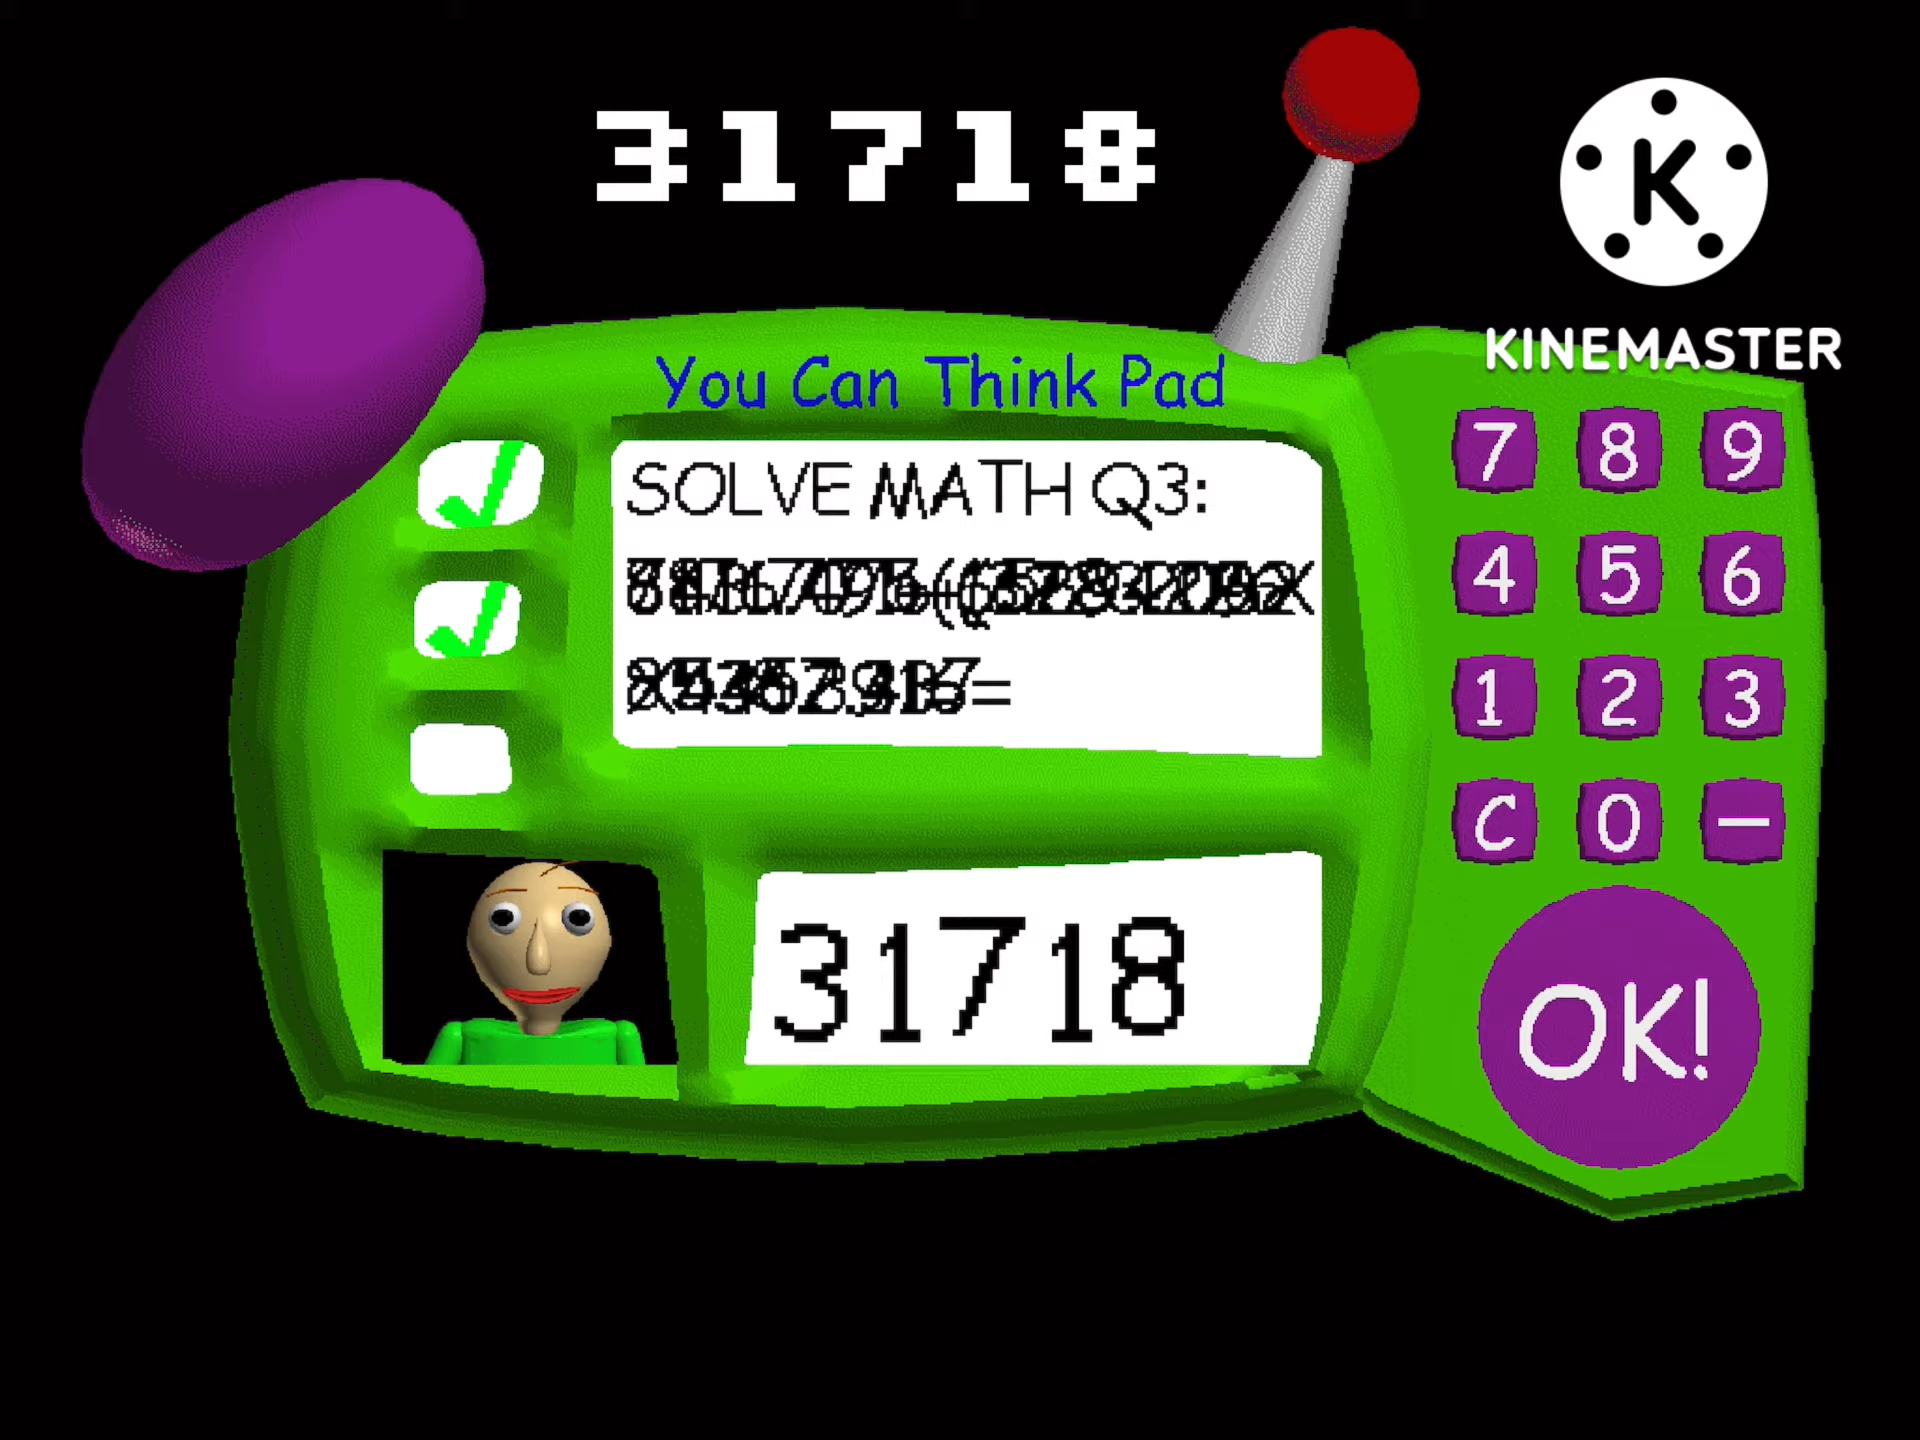 31718
K
KINEMASTER
You Can Think Pad
SOLVE MATH Q3:
=
7 8 9
4 5 6
1 2 3
C 0 −
31718
OK!